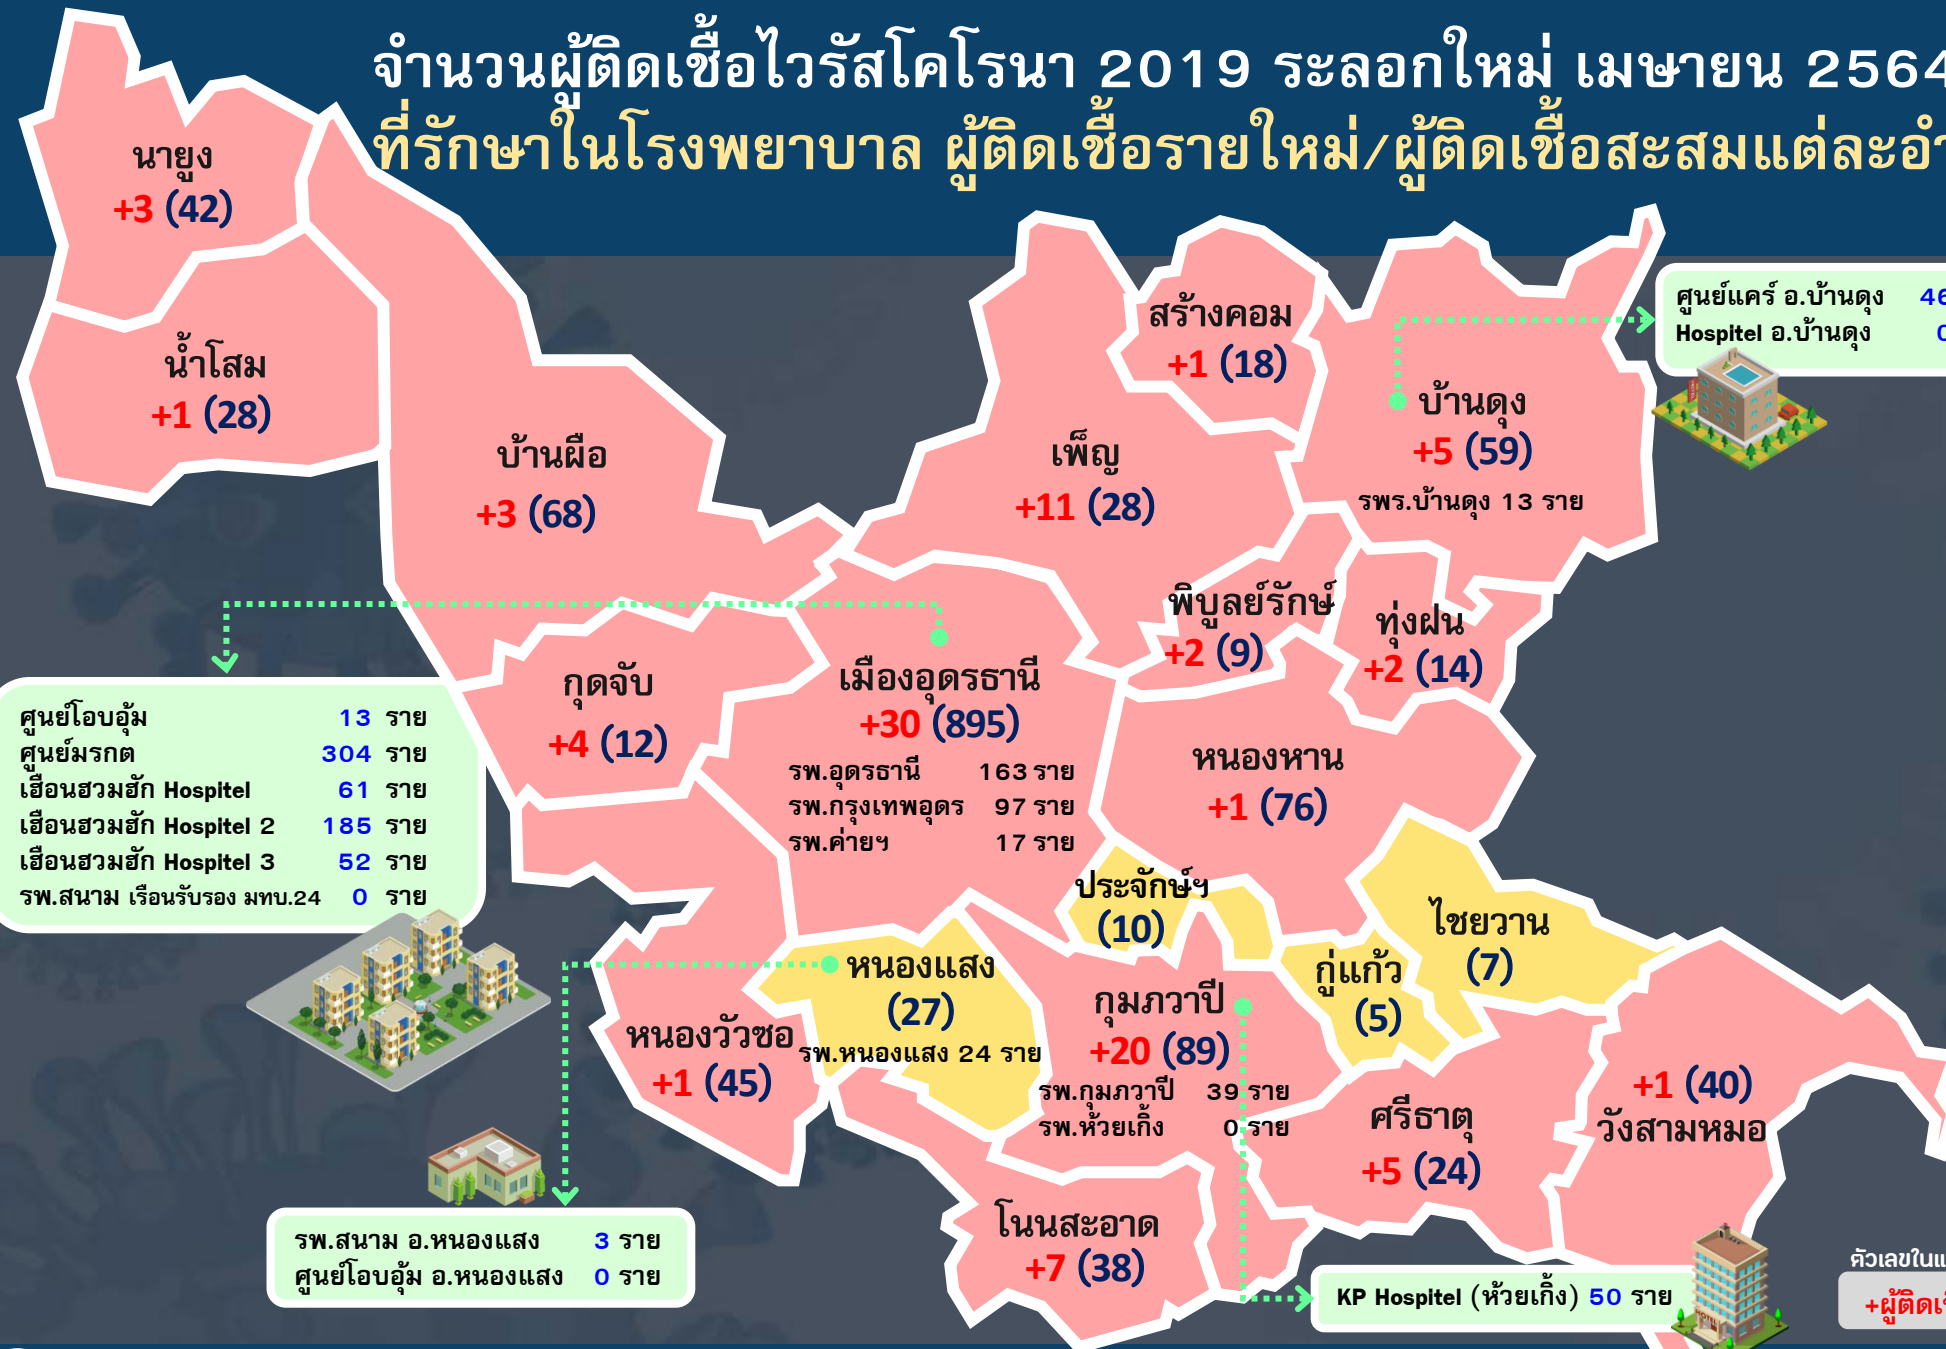 จำนวนผู้ติดเชื้อไวรัสโคโรนา 2019 ระลอกใหม่ เมษายน 2564
ที่รักษาในโรงพยาบาล ผู้ติดเชื้อรายใหม่/ผู้ติดเชื้อสะสมแต่ละอำ
นายูง
+3 (42)
น้ำโสม
+1 (28)
บ้านผือ
+3 (68)
เพ็ญ
+11 (28)
สร้างคอม
+1 (18)
บ้านดุง
+5 (59)
รพร.บ้านดุง 13 ราย
ศูนย์แคร์ อ.บ้านดุง 46
Hospitel อ.บ้านดุง 0
พิบูลย์รักษ์
+2 (9)
ทุ่งฝน
+2 (14)
กุดจับ
+4 (12)
เมืองอุดรธานี
+30 (895)
รพ.อุดรธานี 163 ราย
รพ.กรุงเทพอุดร 97 ราย
รพ.ค่ายฯ 17 ราย
หนองหาน
+1 (76)
ศูนย์โอบอุ้ม 13 ราย
ศูนย์มรกต 304 ราย
เฮือนฮวมฮัก Hospitel 61 ราย
เฮือนฮวมฮัก Hospitel 2 185 ราย
เฮือนฮวมฮัก Hospitel 3 52 ราย
รพ.สนาม เรือนรับรอง มทบ.24 0 ราย
ประจักษ์ฯ
(10)
ไชยวาน
(7)
กู่แก้ว
(5)
หนองแสง
(27)
รพ.หนองแสง 24 ราย
หนองวัวซอ
+1 (45)
กุมภวาปี
+20 (89)
รพ.กุมภวาปี 39 ราย
รพ.ห้วยเกิ้ง 0 ราย
ศรีธาตุ
+5 (24)
+1 (40)
วังสามหมอ
โนนสะอาด
+7 (38)
รพ.สนาม อ.หนองแสง 3 ราย
ศูนย์โอบอุ้ม อ.หนองแสง 0 ราย
KP Hospitel (ห้วยเกิ้ง) 50 ราย
ตัวเลขในแ
+ผู้ติดเชื้